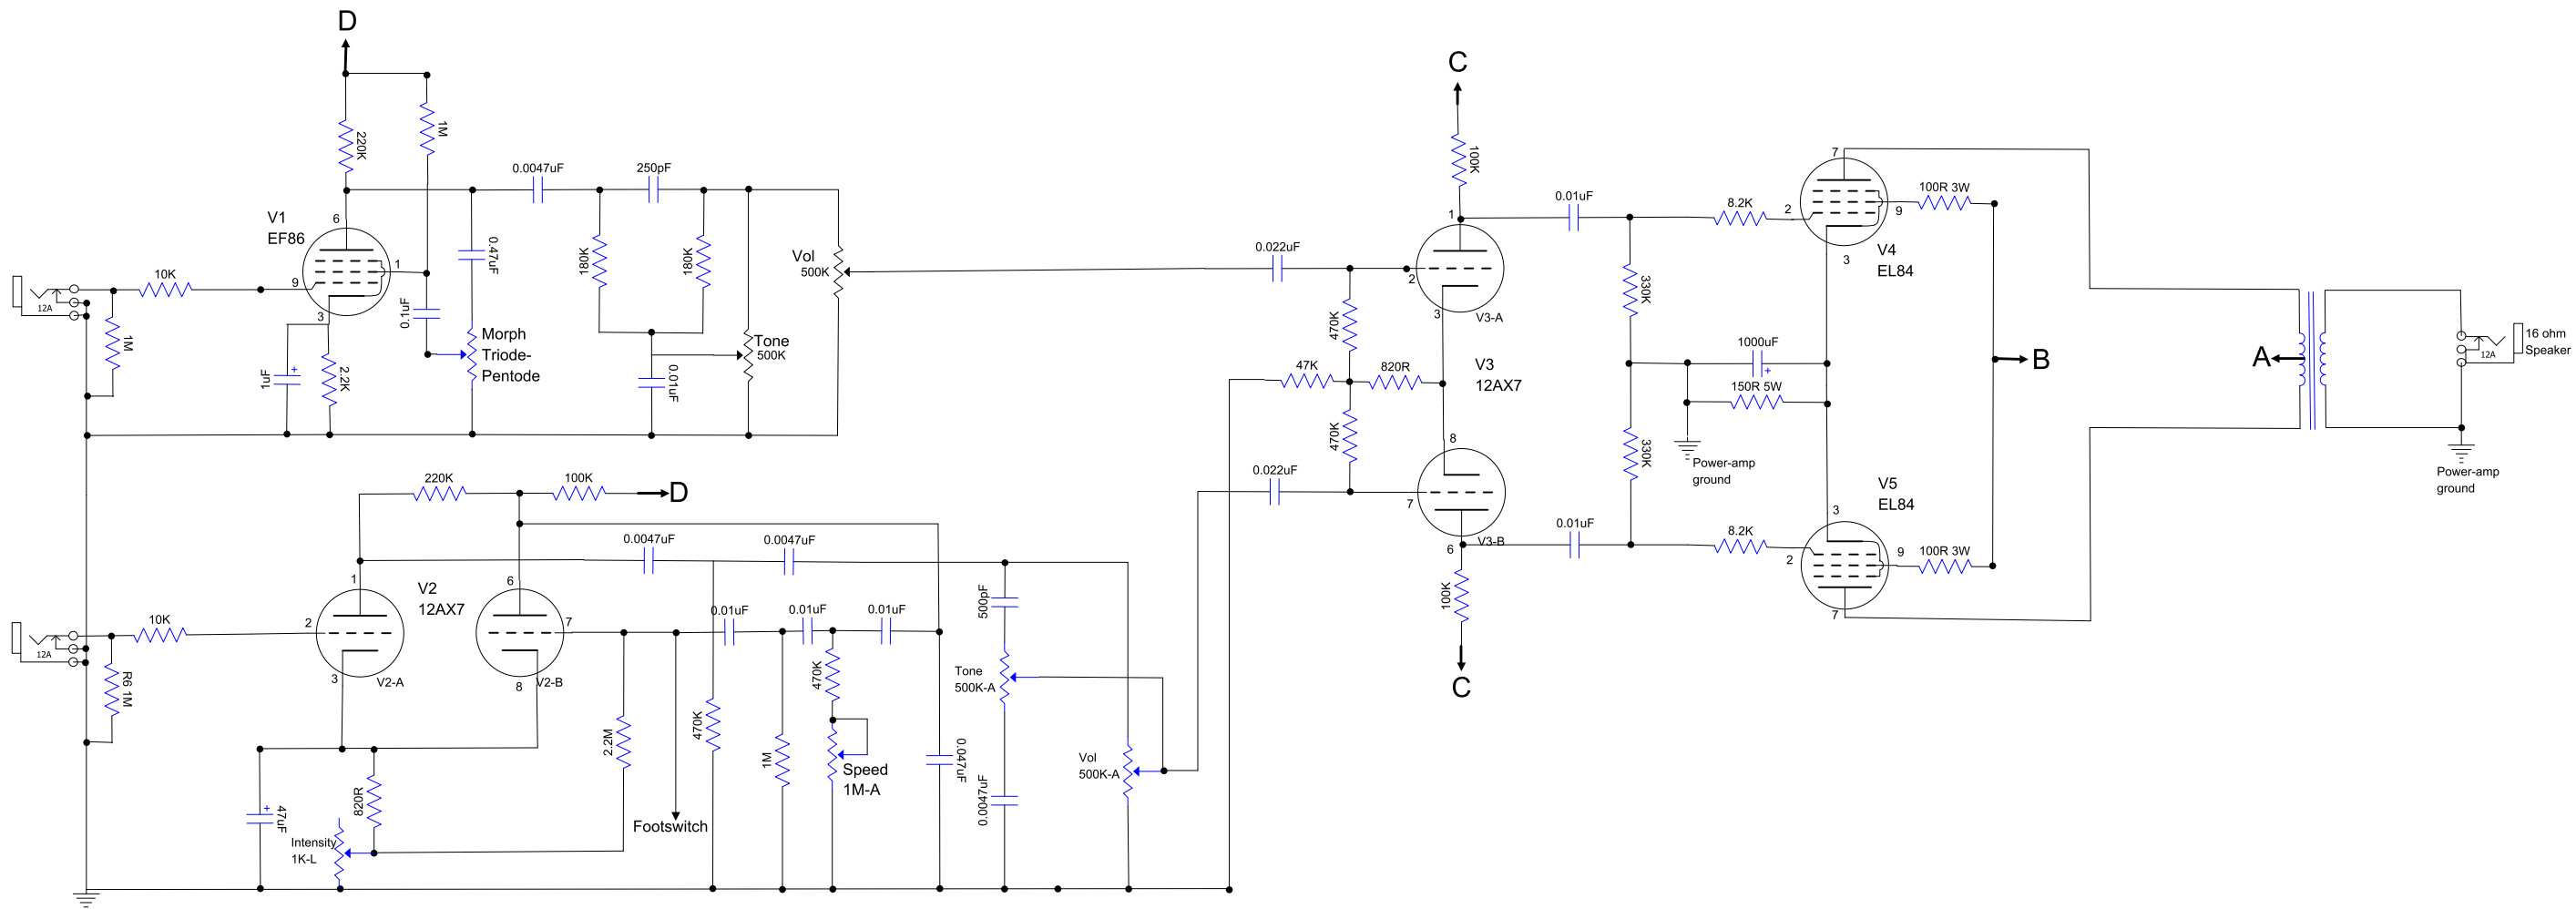 D
220K
1M
V1
EF86
6
1
9
3
10K
12A
1M
1uF
+
2.2K
0.1uF
0.47uF
Morph
Triode-
Pentode
0.0047uF
250pF
180K
180K
0.01uF
Tone
500K
Vol
500K
0.022uF
C
100K
1
2
3
V3-A
470K
47K
820R
V3
12AX7
470K
0.022uF
8
7
6
V3-B
100K
C
0.01uF
8.2K
330K
1000uF
+
150R 5W
330K
Power-amp
ground
0.01uF
8.2K
7
2
9
3
V4
EL84
100R 3W
B
V5
EL84
3
2
9
7
100R 3W
A
12A
16 ohm
Speaker
Power-amp
ground
220K
100K
D
0.0047uF
0.0047uF
1
V2
12AX7
6
2
7
3
V2-A
8
V2-B
10K
12A
R6 1M
0.01uF
0.01uF
0.01uF
470K
2.2M
470K
1M
Speed
1M-A
0.0047uF
500pF
Tone
500K-A
0.0047uF
Vol
500K-A
47uF
+
820R
Intensity
1K-L
Footswitch